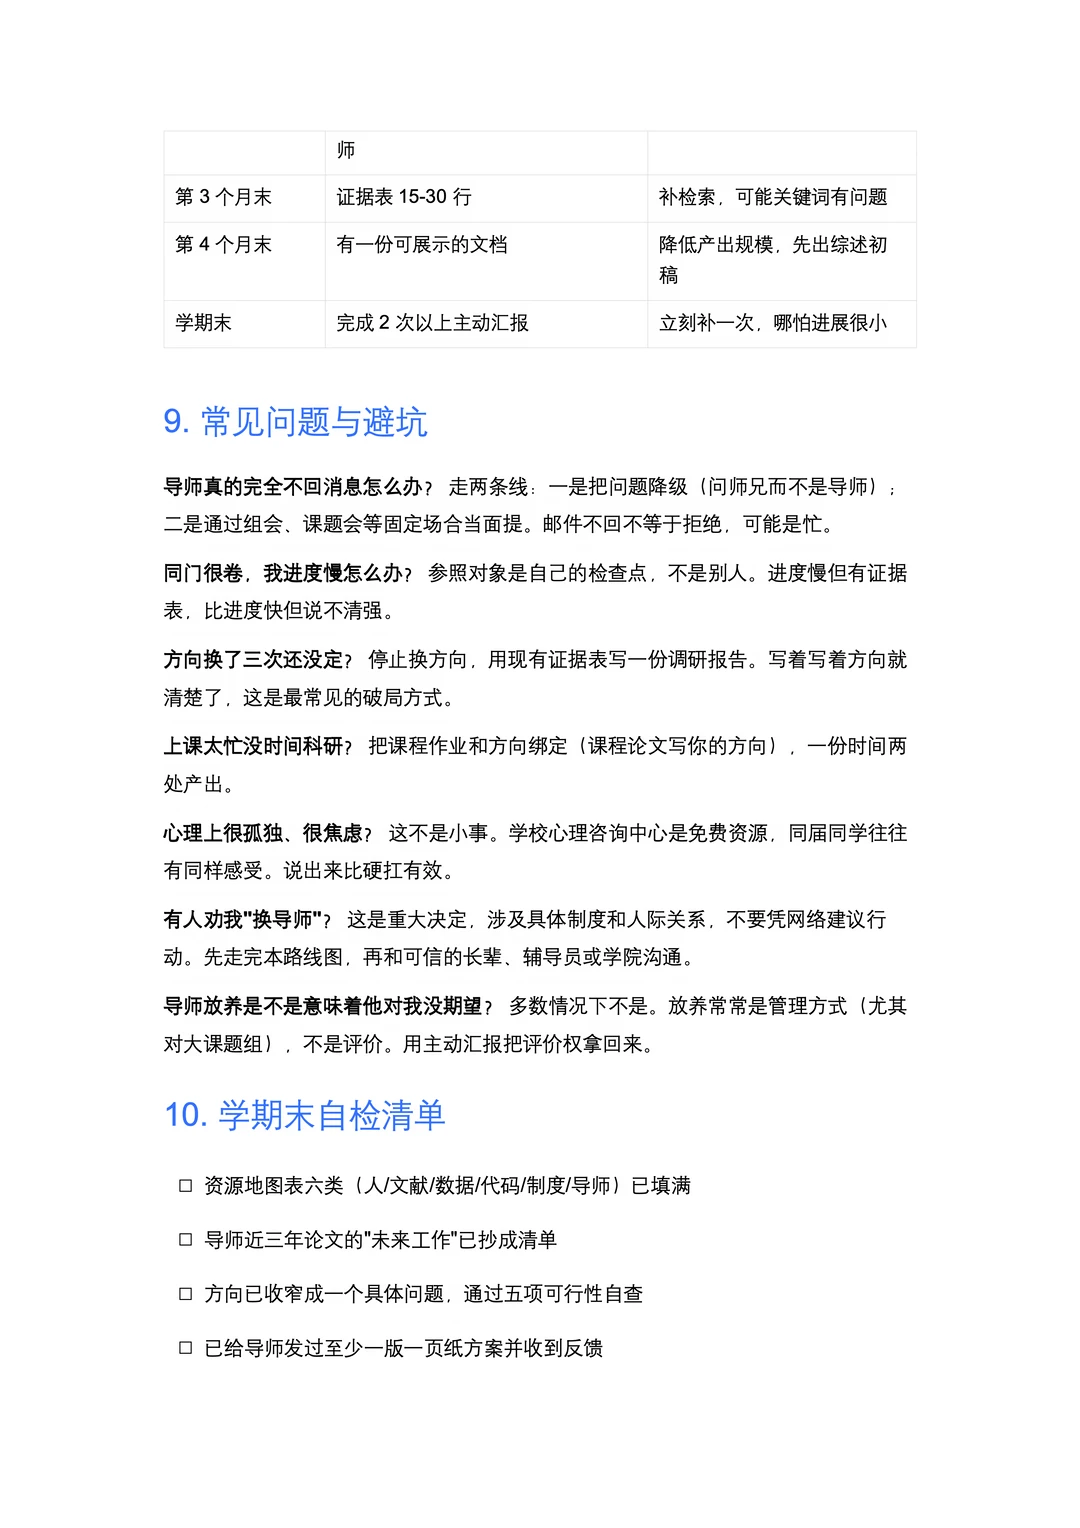 师
第 3 个月末 证据表 15-30 行 补检索，可能关键词有问题
第 4 个月末 有一份可展示的文档 降低产出规模，先出综述初
稿
学期末 完成 2 次以上主动汇报 立刻补一次，哪怕进展很小
9. 常见问题与避坑
导师真的完全不回消息怎么办？ 走两条线：一是把问题降级（问师兄而不是导师）；
二是通过组会、课题会等固定场合当面提。邮件不回不等于拒绝，可能是忙。
同门很卷，我进度慢怎么办？ 参照对象是自己的检查点，不是别人。进度慢但有证据
表，比进度快但说不清强。
方向换了三次还没定？ 停止换方向，用现有证据表写一份调研报告。写着写着方向就
清楚了，这是最常见的破局方式。
上课太忙没时间科研？ 把课程作业和方向绑定（课程论文写你的方向），一份时间两
处产出。
心理上很孤独、很焦虑？ 这不是小事。学校心理咨询中心是免费资源，同届同学往往
有同样感受。说出来比硬扛有效。
有人劝我"换导师"？ 这是重大决定，涉及具体制度和人际关系，不要凭网络建议行
动。先走完本路线图，再和可信的长辈、辅导员或学院沟通。
导师放养是不是意味着他对我没期望？ 多数情况下不是。放养常常是管理方式（尤其
对大课题组），不是评价。用主动汇报把评价权拿回来。
10. 学期末自检清单
□ 资源地图表六类（人/文献/数据/代码/制度/导师）已填满
□ 导师近三年论文的"未来工作"已抄成清单
□ 方向已收窄成一个具体问题，通过五项可行性自查
□ 已给导师发过至少一版一页纸方案并收到反馈